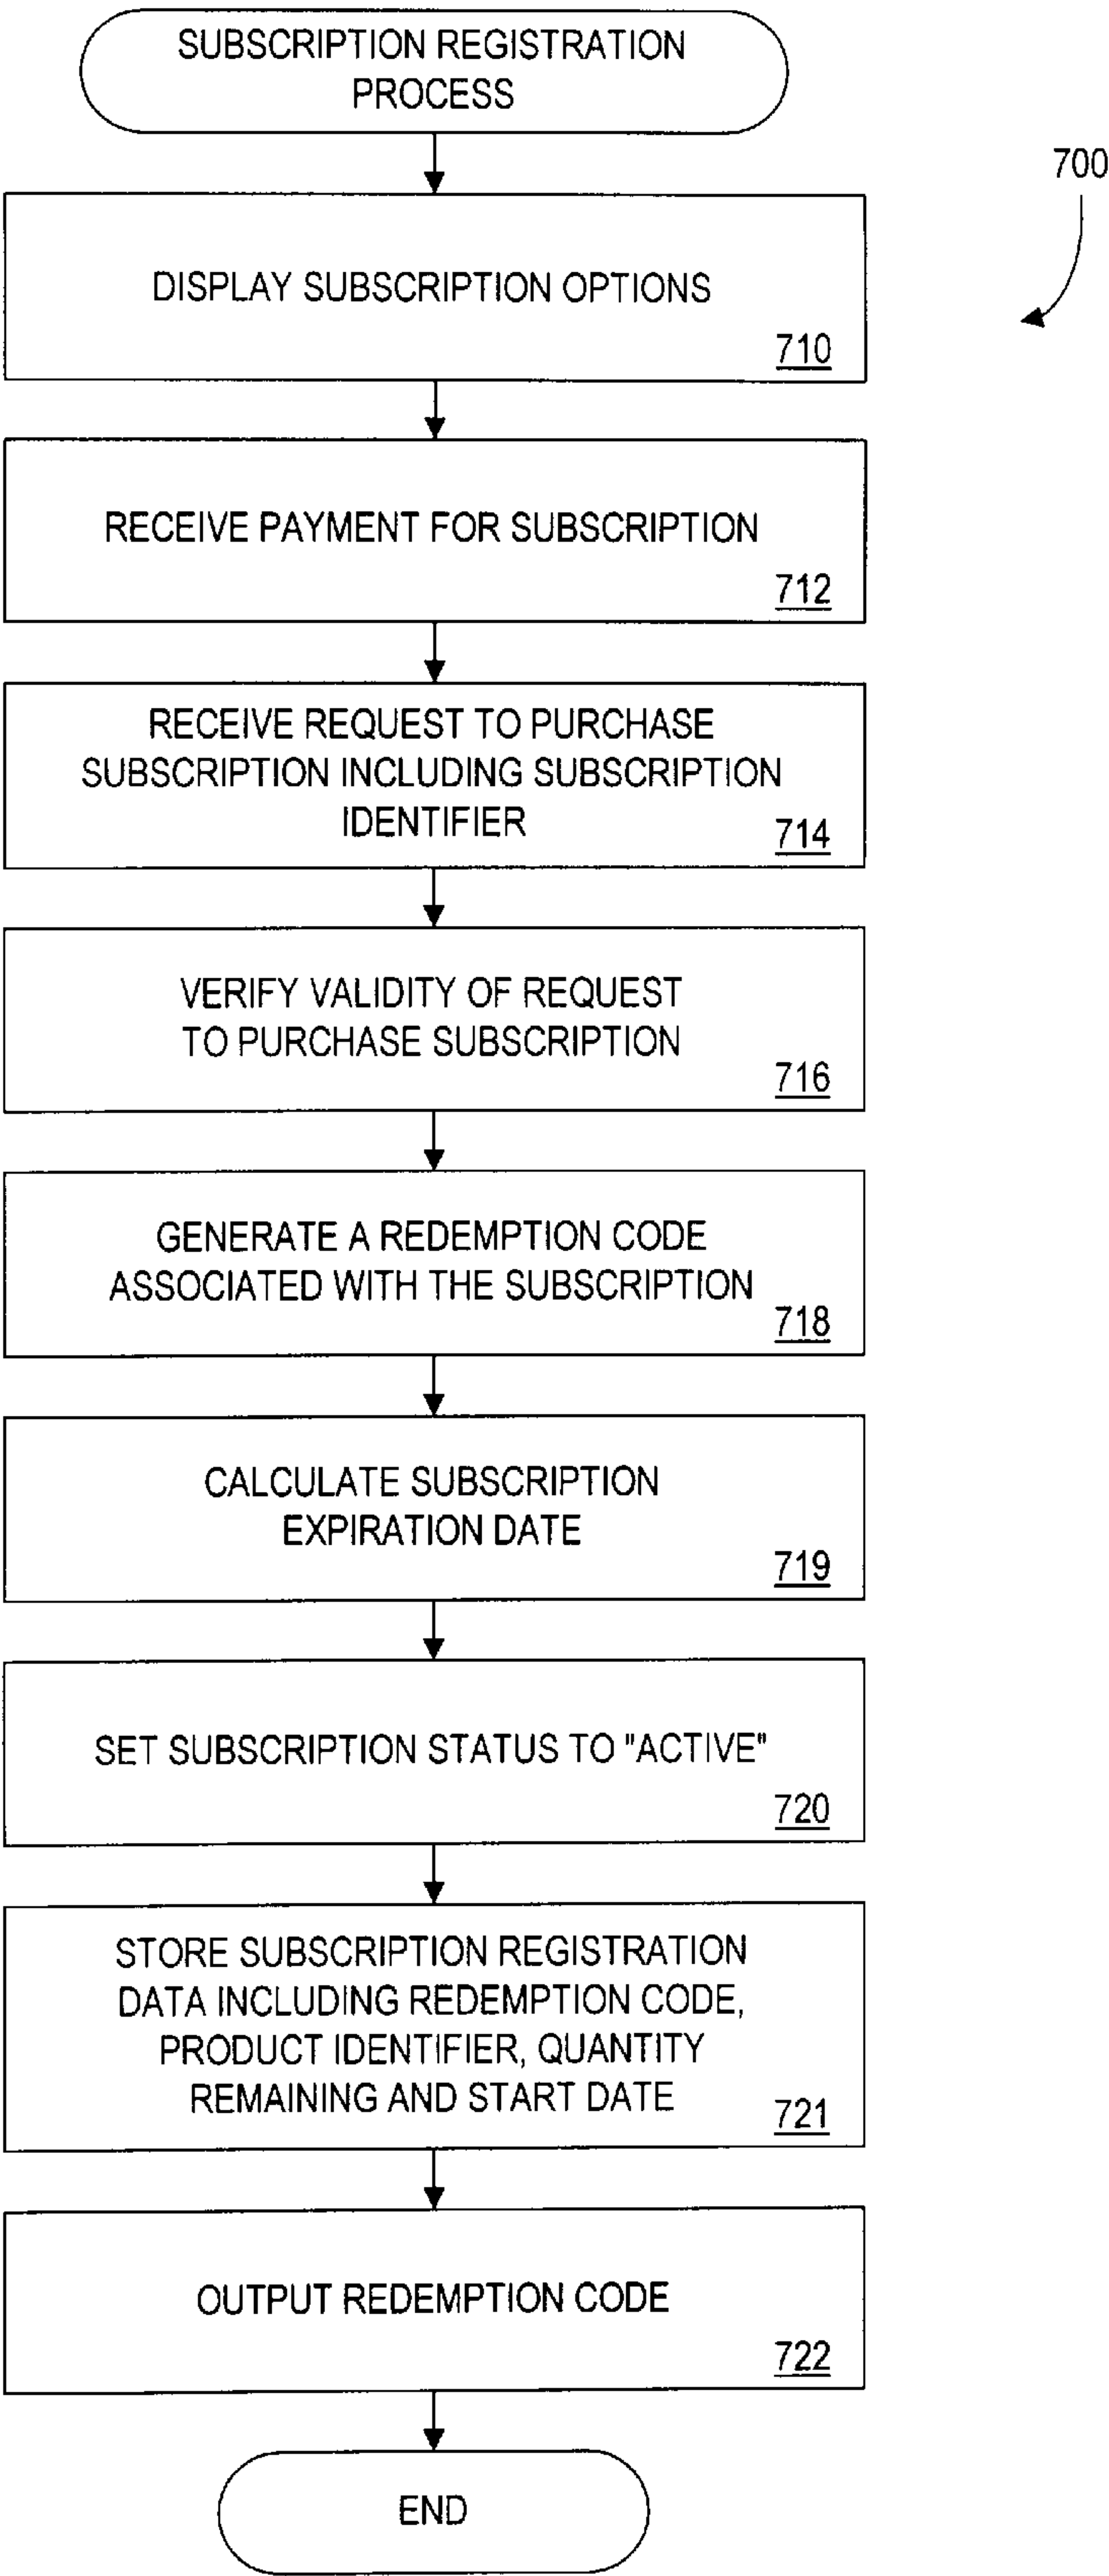 SUBSCRIPTION REGISTRATION
PROCESS
700
DISPLAY SUBSCRIPTION OPTIONS
710
RECEIVE PAYMENT FOR SUBSCRIPTION
712
RECEIVE REQUEST TO PURCHASE
SUBSCRIPTION INCLUDING SUBSCRIPTION
IDENTIFIER
714
VERIFY VALIDITY OF REQUEST
TO PURCHASE SUBSCRIPTION
716
GENERATE A REDEMPTION CODE
ASSOCIATED WITH THE SUBSCRIPTION
718
CALCULATE SUBSCRIPTION
EXPIRATION DATE
719
SET SUBSCRIPTION STATUS TO "ACTIVE"
720
STORE SUBSCRIPTION REGISTRATION
DATA INCLUDING REDEMPTION CODE,
PRODUCT IDENTIFIER, QUANTITY
REMAINING AND START DATE
721
OUTPUT REDEMPTION CODE
722
END